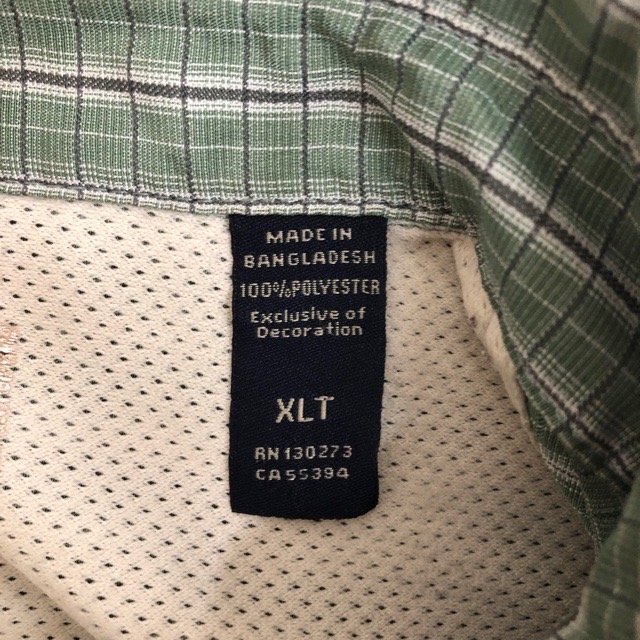 MADE IN
BANGLADESH
100%POLYESTER
Exclusive of
Decoration
XLT
RN 130273
CA 55394